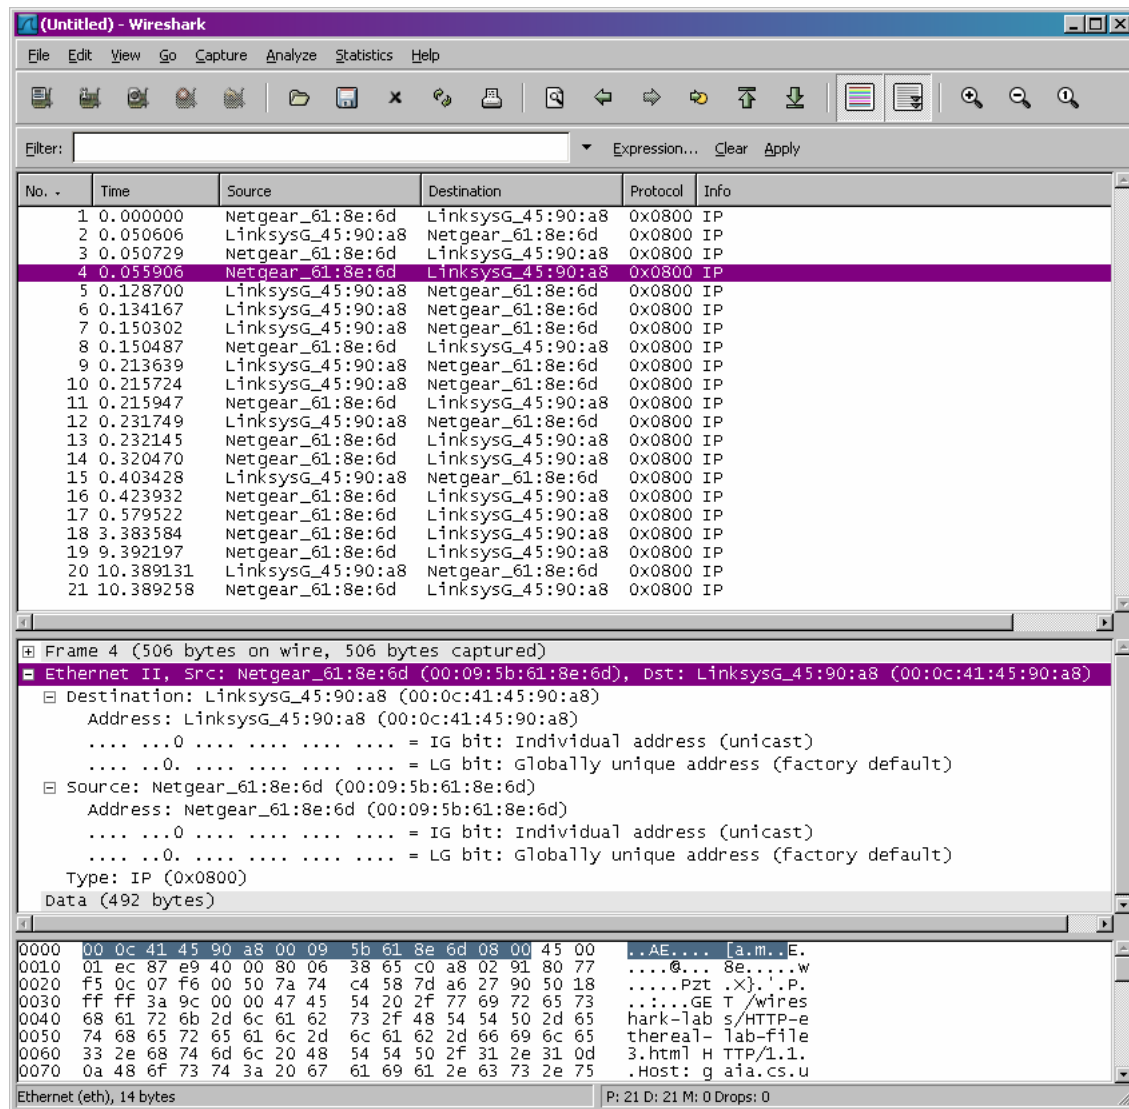 (Untitled) - Wireshark
File Edit View Go Capture Analyze Statistics Help
Filter: Expression... Clear Apply
No. Time Source Destination Protocol Info
1 0.000000 Netgear_61:8e:6d LinksysG_45:90:a8 0x0800 IP
2 0.050606 LinksysG_45:90:a8 Netgear_61:8e:6d 0x0800 IP
3 0.050729 Netgear_61:8e:6d LinksysG_45:90:a8 0x0800 IP
4 0.055906 Netgear_61:8e:6d LinksysG_45:90:a8 0x0800 IP
5 0.128700 LinksysG_45:90:a8 Netgear_61:8e:6d 0x0800 IP
6 0.134167 LinksysG_45:90:a8 Netgear_61:8e:6d 0x0800 IP
7 0.150302 LinksysG_45:90:a8 Netgear_61:8e:6d 0x0800 IP
8 0.150487 Netgear_61:8e:6d LinksysG_45:90:a8 0x0800 IP
9 0.213639 Netgear_61:8e:6d LinksysG_45:90:a8 0x0800 IP
10 0.215724 LinksysG_45:90:a8 Netgear_61:8e:6d 0x0800 IP
11 0.215947 Netgear_61:8e:6d LinksysG_45:90:a8 0x0800 IP
12 0.231749 LinksysG_45:90:a8 Netgear_61:8e:6d 0x0800 IP
13 0.232145 Netgear_61:8e:6d LinksysG_45:90:a8 0x0800 IP
14 0.320470 Netgear_61:8e:6d LinksysG_45:90:a8 0x0800 IP
15 0.403428 LinksysG_45:90:a8 Netgear_61:8e:6d 0x0800 IP
16 0.423932 Netgear_61:8e:6d LinksysG_45:90:a8 0x0800 IP
17 0.579522 Netgear_61:8e:6d LinksysG_45:90:a8 0x0800 IP
18 3.383584 Netgear_61:8e:6d LinksysG_45:90:a8 0x0800 IP
19 9.392197 Netgear_61:8e:6d LinksysG_45:90:a8 0x0800 IP
20 10.389131 LinksysG_45:90:a8 Netgear_61:8e:6d 0x0800 IP
21 10.389258 Netgear_61:8e:6d LinksysG_45:90:a8 0x0800 IP
Frame 4 (506 bytes on wire, 506 bytes captured)
Ethernet II, Src: Netgear_61:8e:6d (00:09:5b:61:8e:6d), Dst: LinksysG_45:90:a8 (00:0c:41:45:90:a8)
Destination: LinksysG_45:90:a8 (00:0c:41:45:90:a8)
Address: LinksysG_45:90:a8 (00:0c:41:45:90:a8)
.... ...0 .... .... .... .... = IG bit: Individual address (unicast)
.... ..0. .... .... .... .... = LG bit: Globally unique address (factory default)
Source: Netgear_61:8e:6d (00:09:5b:61:8e:6d)
Address: Netgear_61:8e:6d (00:09:5b:61:8e:6d)
.... ...0 .... .... .... .... = IG bit: Individual address (unicast)
.... ..0. .... .... .... .... = LG bit: Globally unique address (factory default)
Type: IP (0x0800)
Data (492 bytes)
0000 00 0c 41 45 90 a8 00 09 5b 61 8e 6d 08 00 45 00 ..AE.... [a.m..E.
0010 01 ec 87 e9 40 00 80 06 38 65 c0 a8 02 91 80 77 ....@... 8e.....w
0020 f5 0c 07 f6 00 50 7a 74 c4 58 7d a6 27 90 50 18 .....Pzt .X}.'.P.
0030 ff ff 3a 9c 00 00 47 45 54 20 2f 77 69 72 65 73 ..:...GE T /wires
0040 68 61 72 6b 2d 6c 61 62 73 2f 48 54 54 50 2d 65 hark-lab s/HTTP-e
0050 74 68 65 72 65 61 6c 2d 6c 61 62 2d 66 69 6c 65 thereal- lab-file
0060 33 2e 68 74 6d 6c 20 48 54 54 50 2f 31 2e 31 0d 3.html H TTP/1.1.
0070 0a 48 6f 73 74 3a 20 67 61 69 61 2e 63 73 2e 75 .Host: g aia.cs.u
Ethernet (eth), 14 bytes P: 21 D: 21 M: 0 Drops: 0